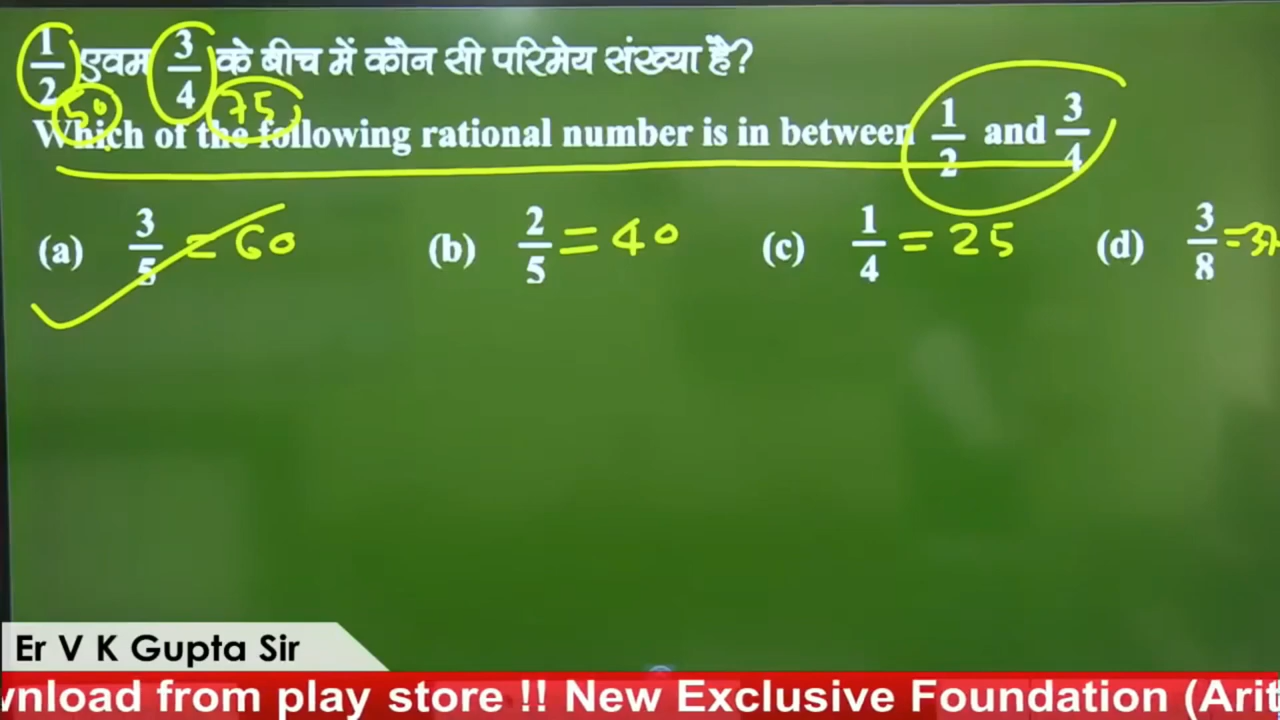 1/2 एवम 3/4 के बीच में कौन सी परिमेय संख्या है?
50 75
Which of the following rational number is in between 1/2 and 3/4
(a) 3/5 = 60 (b) 2/5 = 40 (c) 1/4 = 25 (d) 3/8 =
Er V K Gupta Sir
wnload from play store !! New Exclusive Foundation (Arit